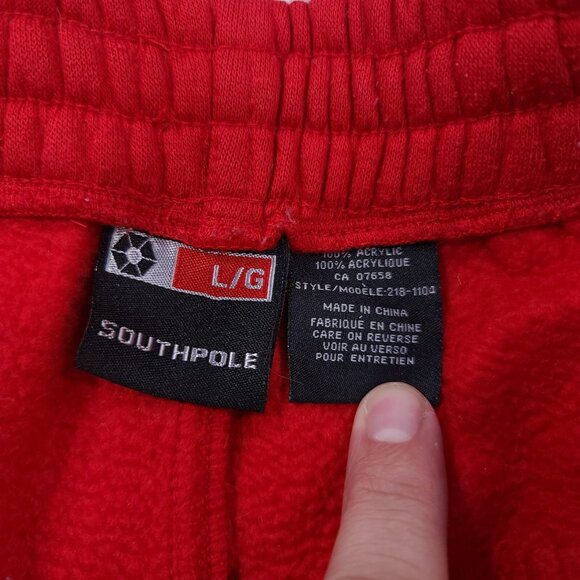 L/G
SOUTHPOLE
100% ACRYLIC
100% ACRYLIQUE
CA 07658
STYLE/MODÈLE-218-1104
MADE IN CHINA
FABRIQUÉ EN CHINE
CARE ON REVERSE
VOIR AU VERSO
POUR ENTRETIEN